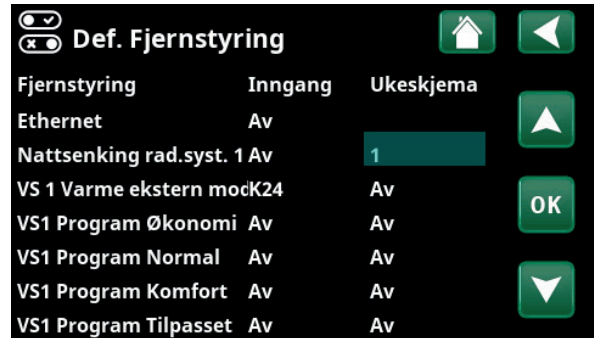 Def. Fjernstyring
Fjernstyring Inngang Ukeskjema
Ethernet Av
Nattsenking rad.syst. 1 Av 1
VS 1 Varme ekstern mod K24 Av
OK
VS1 Program Økonomi Av Av
VS1 Program Normal Av Av
VS1 Program Komfort Av Av
VS1 Program Tilpasset Av Av